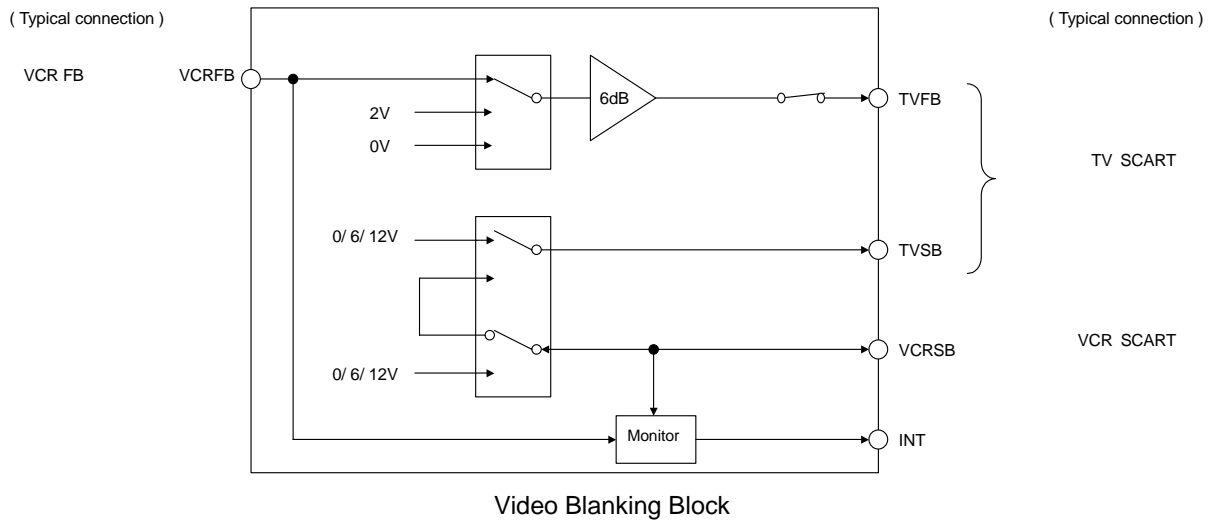 ( Typical connection )
( Typical connection )
VCR FB
VCRFB
6dB
TVFB
2V
0V
TV SCART
0/ 6/ 12V
TVSB
VCRSB
VCR SCART
0/ 6/ 12V
Monitor
INT
Video Blanking Block